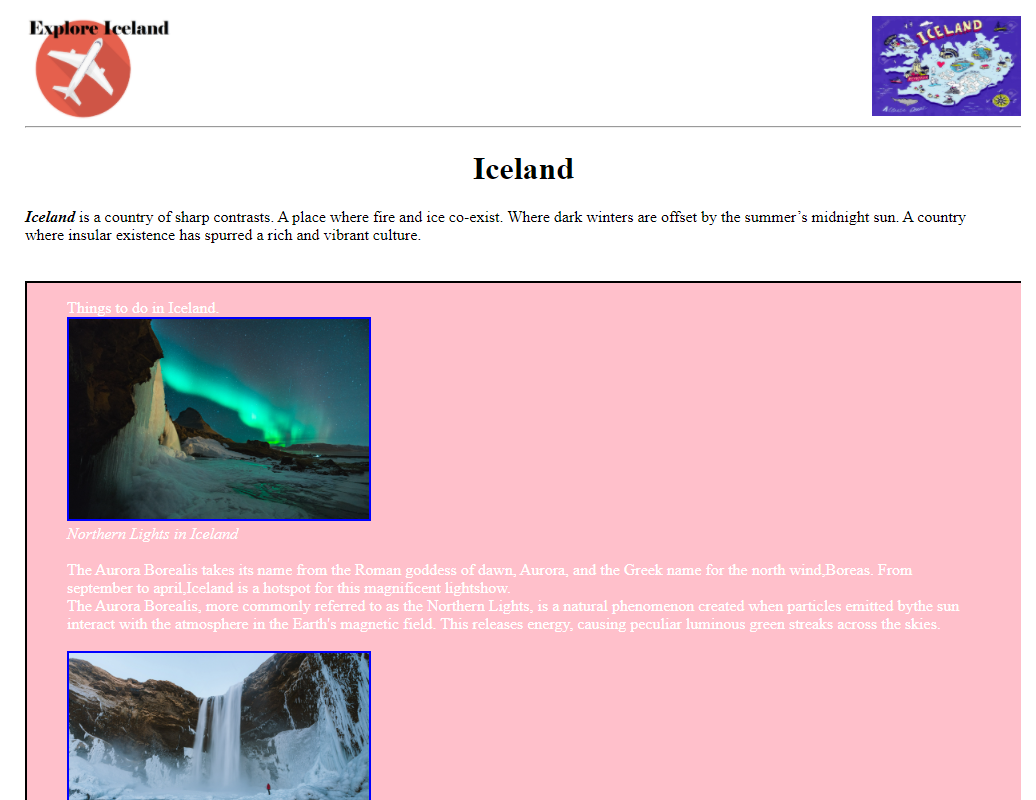 Explore Iceland
ICELAND
Iceland
Iceland is a country of sharp contrasts. A place where fire and ice co-exist. Where dark winters are offset by the summer’s midnight sun. A country
where insular existence has spurred a rich and vibrant culture.
Things to do in Iceland.
Northern Lights in Iceland
The Aurora Borealis takes its name from the Roman goddess of dawn, Aurora, and the Greek name for the north wind,Boreas. From
september to april,Iceland is a hotspot for this magnificent lightshow.
The Aurora Borealis, more commonly referred to as the Northern Lights, is a natural phenomenon created when particles emitted bythe sun
interact with the atmosphere in the Earth's magnetic field. This releases energy, causing peculiar luminous green streaks across the skies.